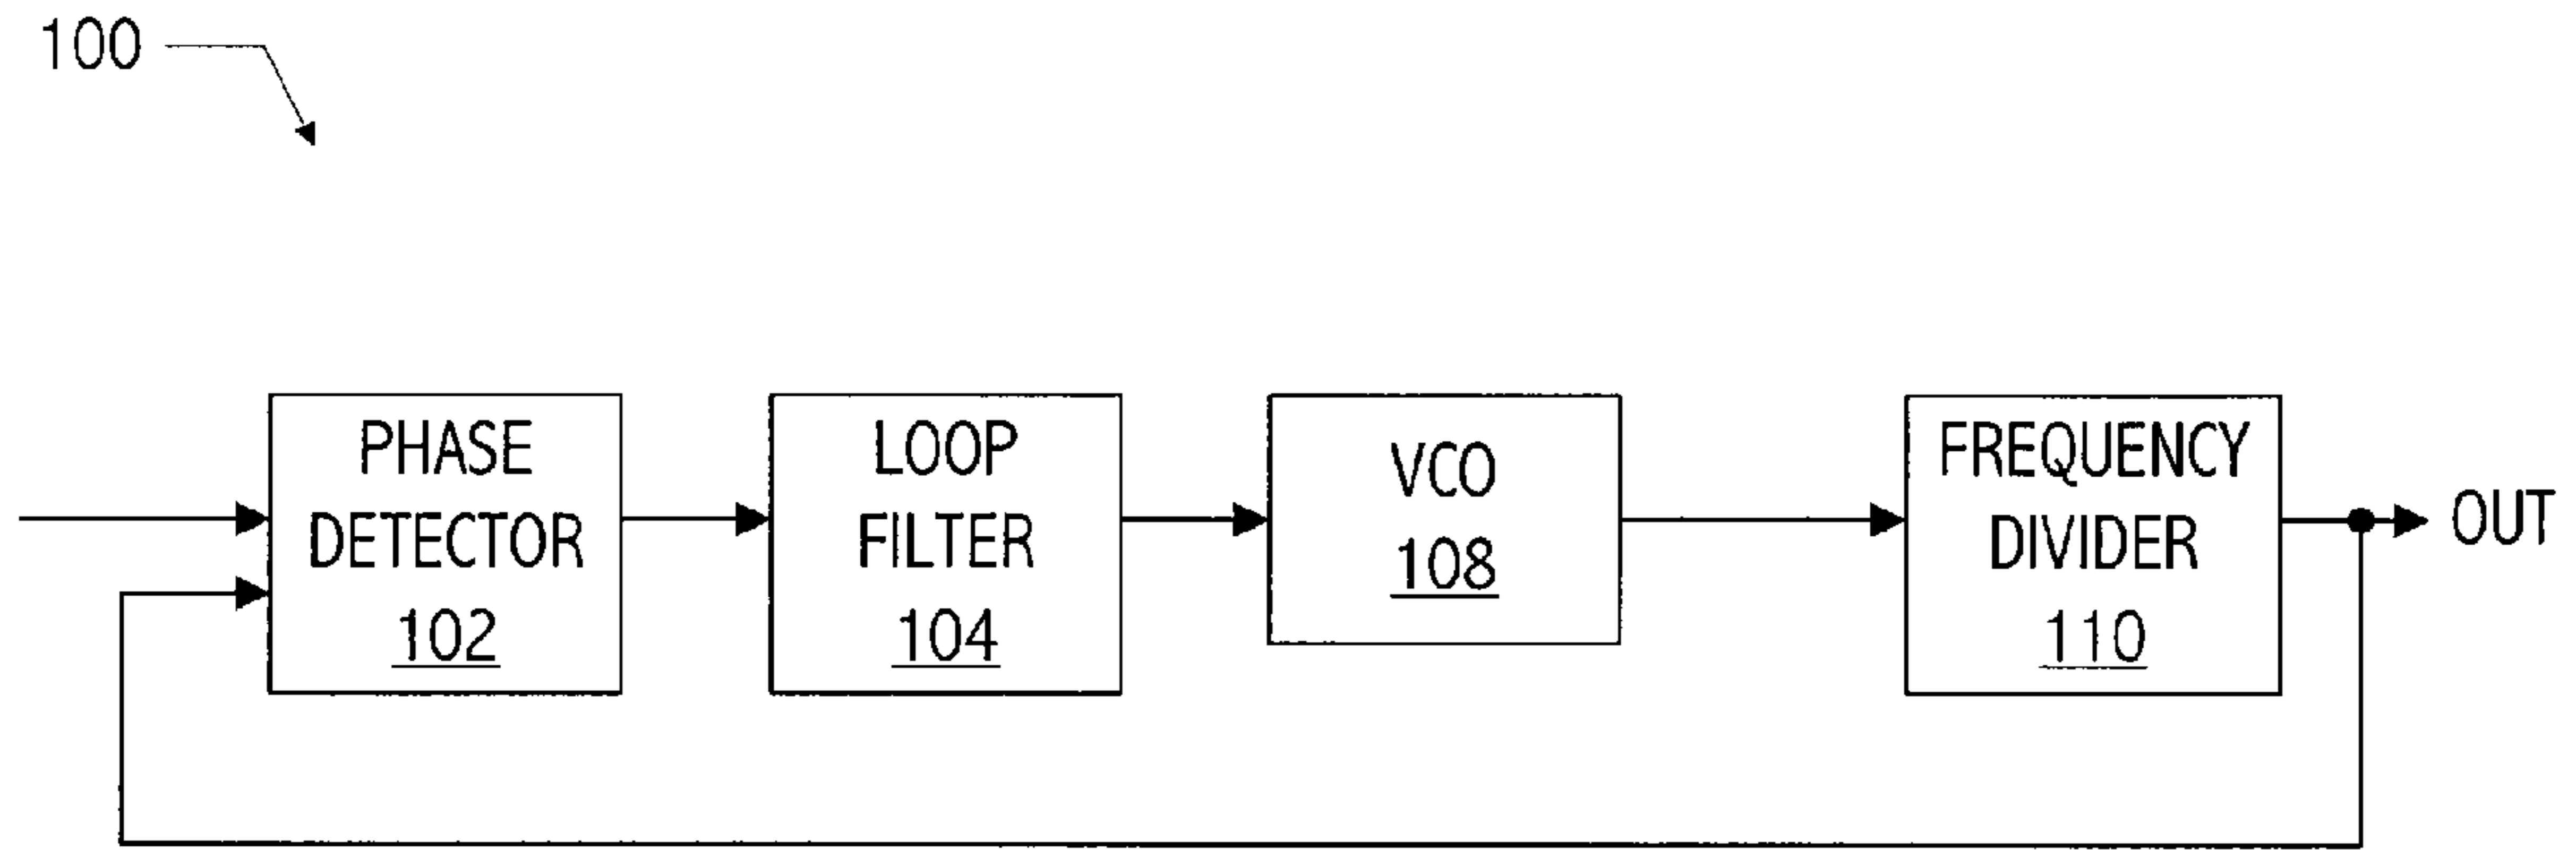 100
PHASE
DETECTOR
102
LOOP
FILTER
104
VCO
108
FREQUENCY
DIVIDER
110
OUT